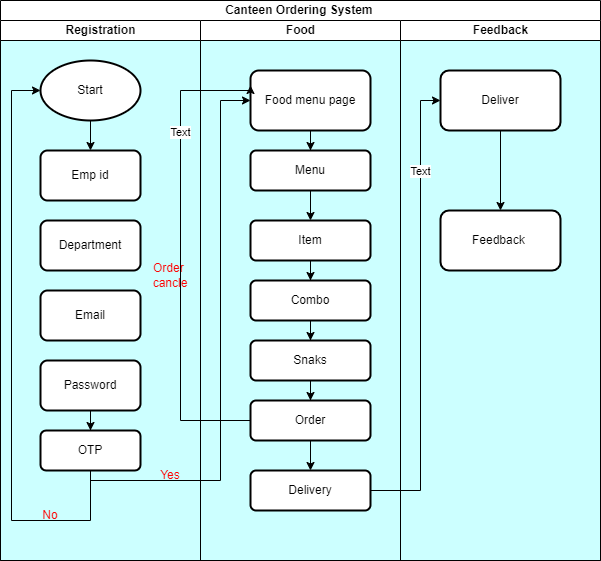 Canteen Ordering System
Registration
Food
Feedback
Start
Emp id
Department
Email
Password
OTP
No
Yes
Order
cancle
Text
Food menu page
Menu
Item
Combo
Snaks
Order
Delivery
Text
Deliver
Feedback